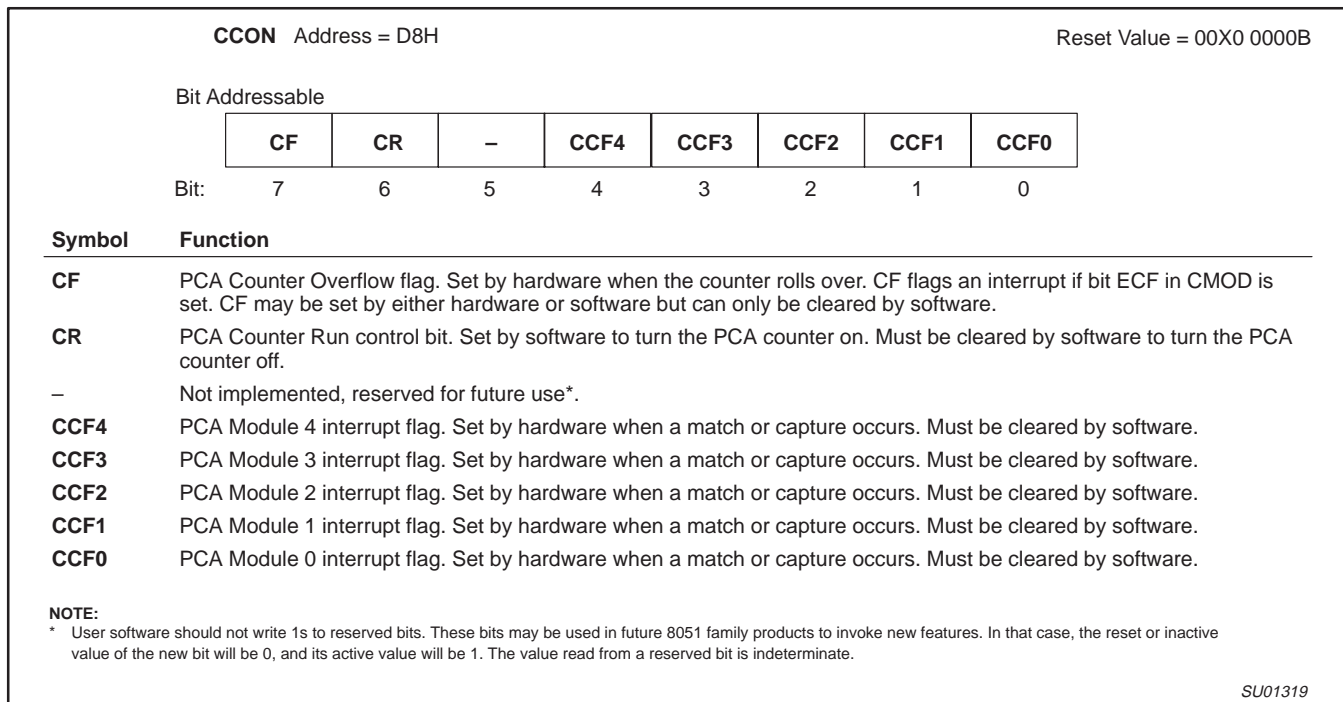 CCON Address = D8H Reset Value = 00X0 0000B
Bit Addressable
CF CR – CCF4 CCF3 CCF2 CCF1 CCF0
Bit: 7 6 5 4 3 2 1 0
Symbol Function
CF PCA Counter Overflow flag. Set by hardware when the counter rolls over. CF flags an interrupt if bit ECF in CMOD is
set. CF may be set by either hardware or software but can only be cleared by software.
CR PCA Counter Run control bit. Set by software to turn the PCA counter on. Must be cleared by software to turn the PCA
counter off.
– Not implemented, reserved for future use*.
CCF4 PCA Module 4 interrupt flag. Set by hardware when a match or capture occurs. Must be cleared by software.
CCF3 PCA Module 3 interrupt flag. Set by hardware when a match or capture occurs. Must be cleared by software.
CCF2 PCA Module 2 interrupt flag. Set by hardware when a match or capture occurs. Must be cleared by software.
CCF1 PCA Module 1 interrupt flag. Set by hardware when a match or capture occurs. Must be cleared by software.
CCF0 PCA Module 0 interrupt flag. Set by hardware when a match or capture occurs. Must be cleared by software.
NOTE:
* User software should not write 1s to reserved bits. These bits may be used in future 8051 family products to invoke new features. In that case, the reset or inactive
value of the new bit will be 0, and its active value will be 1. The value read from a reserved bit is indeterminate.
SU01319